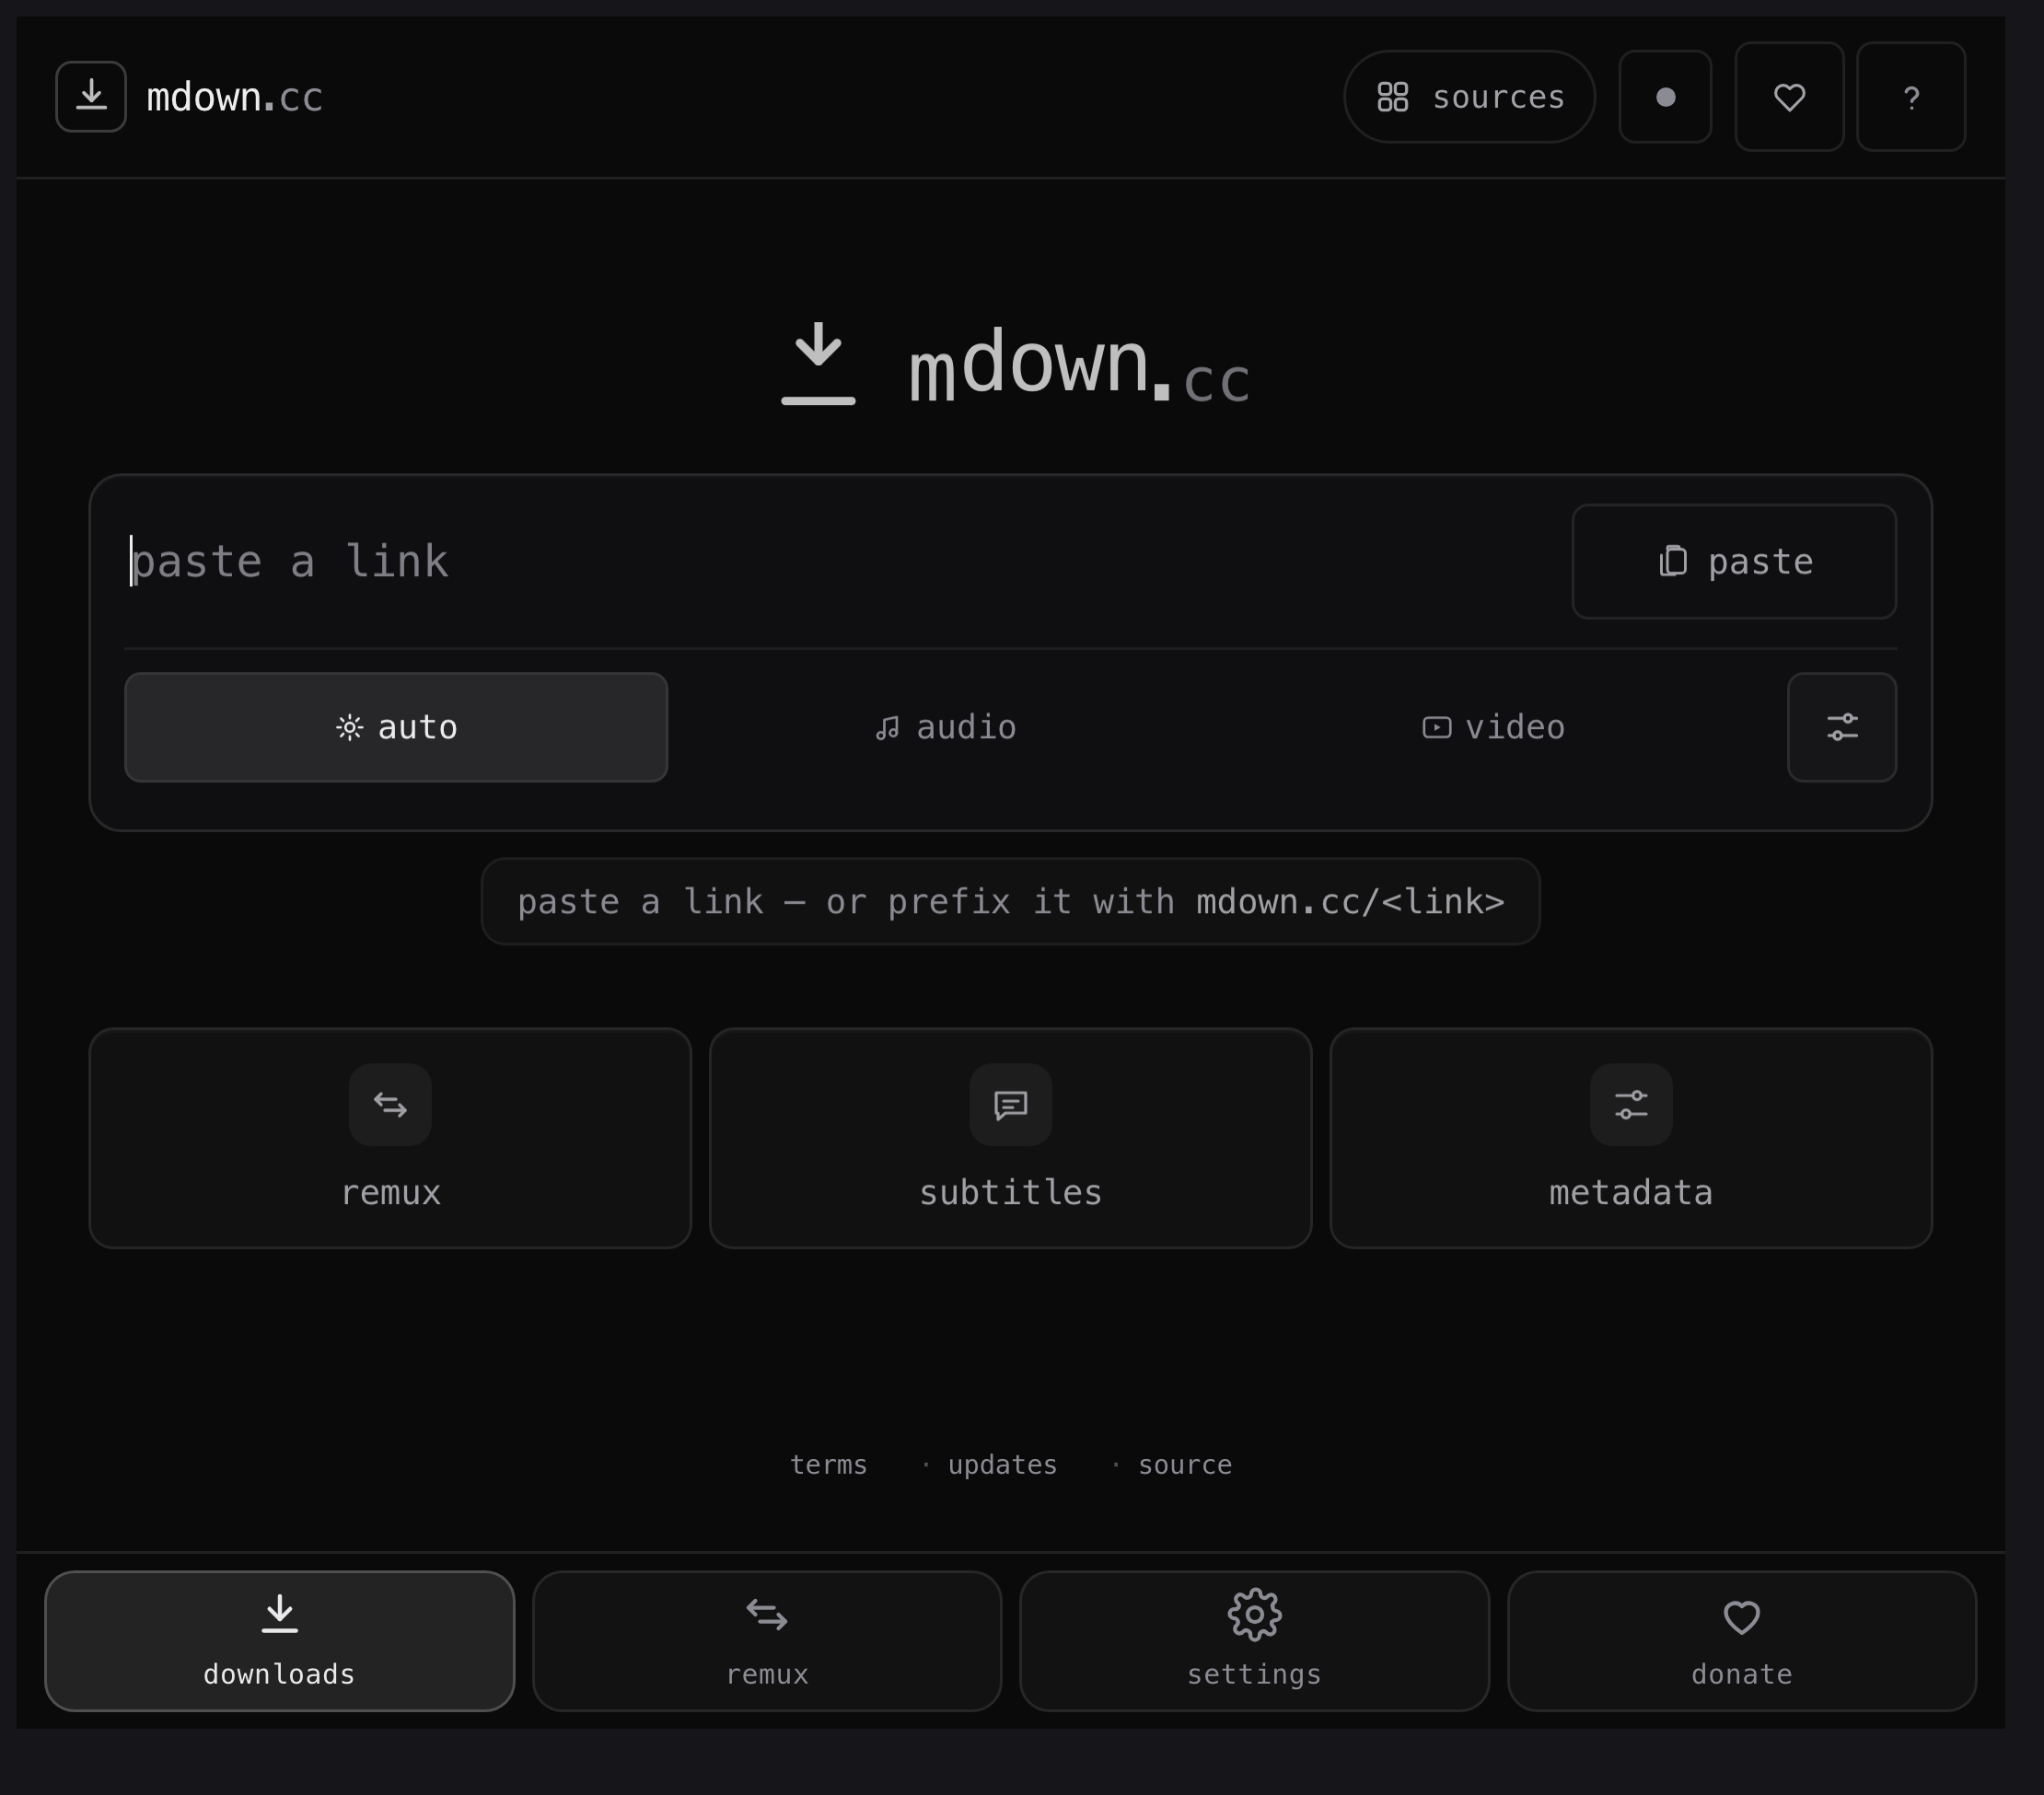 mdown.cc
sources
?
mdown.cc
paste a link
paste
auto
audio
video
paste a link — or prefix it with mdown.cc/<link>
remux
subtitles
metadata
terms · updates · source
downloads
remux
settings
donate